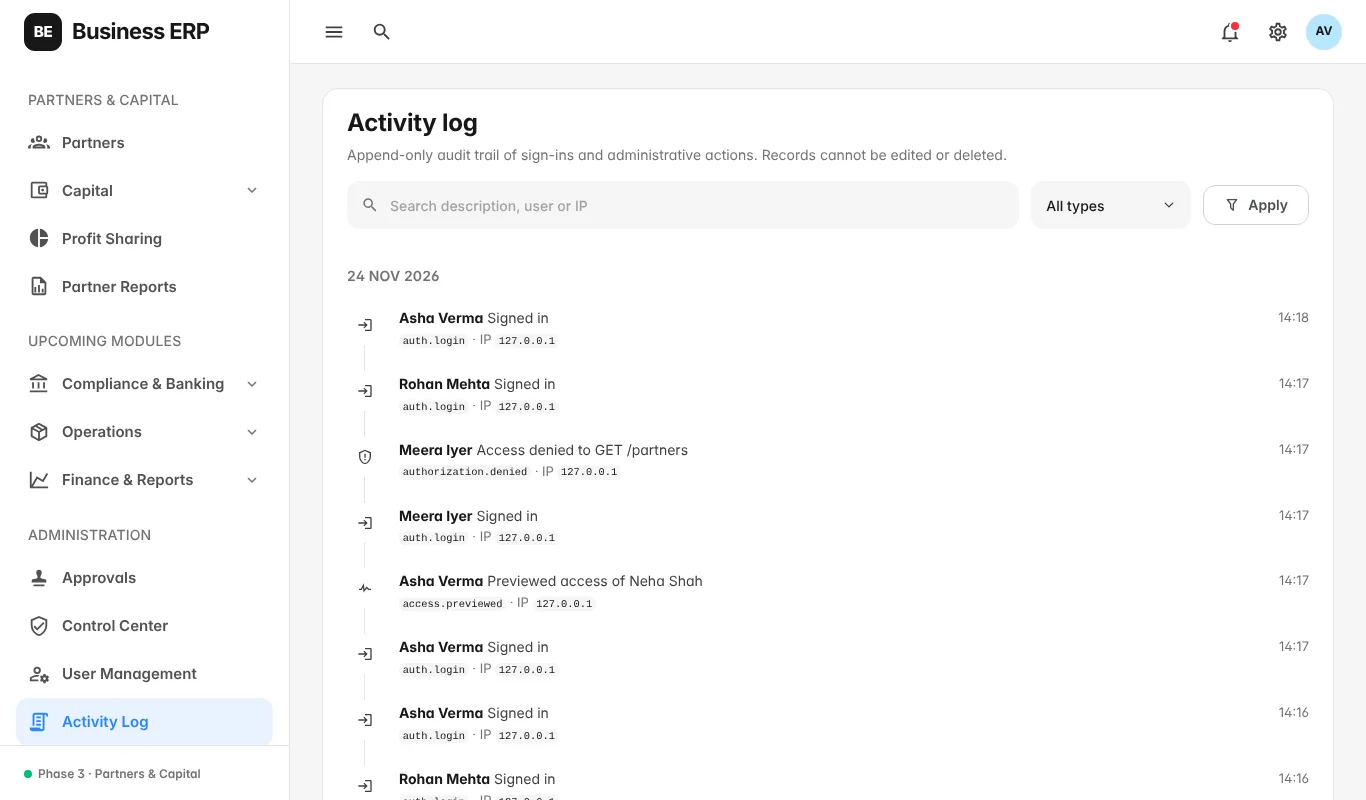 BE
Business ERP
AV
PARTNERS & CAPITAL
Partners
Capital
Profit Sharing
Partner Reports
UPCOMING MODULES
Compliance & Banking
Operations
Finance & Reports
ADMINISTRATION
Approvals
Control Center
User Management
Activity Log
Phase 3 · Partners & Capital
Activity log
Append-only audit trail of sign-ins and administrative actions. Records cannot be edited or deleted.
Search description, user or IP
All types
Apply
24 NOV 2026
Asha Verma Signed in 14:18
auth.login · IP 127.0.0.1
Rohan Mehta Signed in 14:17
auth.login · IP 127.0.0.1
Meera Iyer Access denied to GET /partners 14:17
authorization.denied · IP 127.0.0.1
Meera Iyer Signed in 14:17
auth.login · IP 127.0.0.1
Asha Verma Previewed access of Neha Shah 14:17
access.previewed · IP 127.0.0.1
Asha Verma Signed in 14:17
auth.login · IP 127.0.0.1
Asha Verma Signed in 14:16
auth.login · IP 127.0.0.1
Rohan Mehta Signed in 14:16